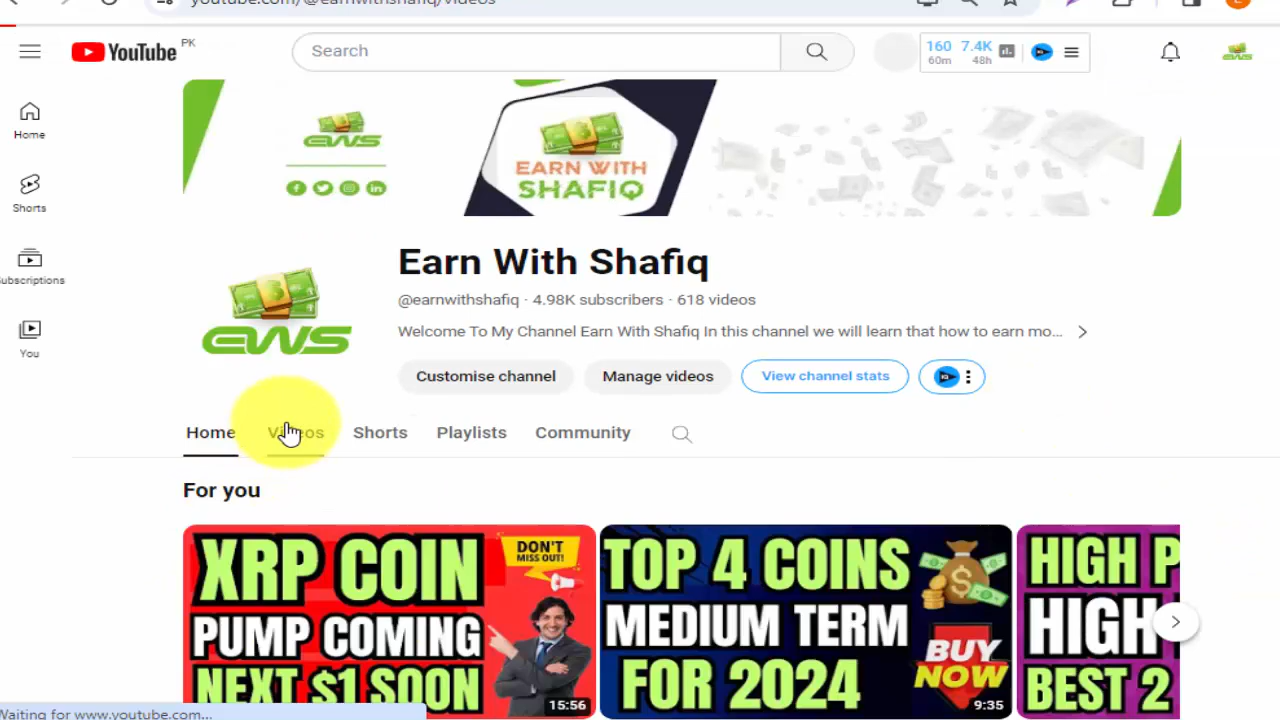 youtube.com/@earnwithshafiq/videos
YouTube PK
Search
160 7.4K
60m 48h
Home
Shorts
Subscriptions
You
EWS
EARN WITH
SHAFIQ
EWS
Earn With Shafiq
@earnwithshafiq · 4.98K subscribers · 618 videos
Welcome To My Channel Earn With Shafiq In this channel we will learn that how to earn mo...
Customise channel
Manage videos
View channel stats
Home Videos Shorts Playlists Community
For you
XRP COIN
PUMP COMING
NEXT $1 SOON
DON'T
MISS OUT!
15:56
TOP 4 COINS
MEDIUM TERM
FOR 2024
BUY
NOW
9:35
HIGH P
HIGH
BEST 2
Waiting for www.youtube.com...